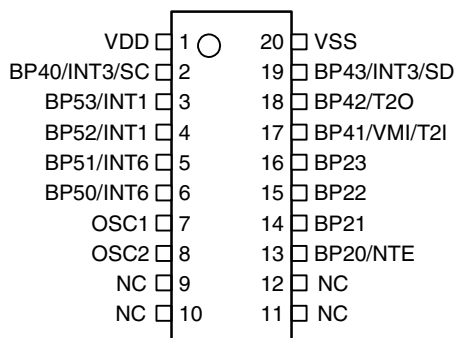 VDD 1 20 VSS
BP40/INT3/SC 2 19 BP43/INT3/SD
BP53/INT1 3 18 BP42/T2O
BP52/INT1 4 17 BP41/VMI/T2I
BP51/INT6 5 16 BP23
BP50/INT6 6 15 BP22
OSC1 7 14 BP21
OSC2 8 13 BP20/NTE
NC 9 12 NC
NC 10 11 NC